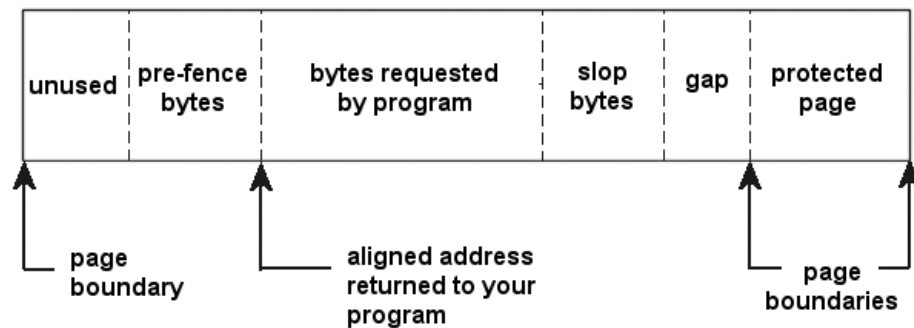 unused
pre-fence
bytes
bytes requested
by program
slop
bytes
gap
protected
page
page
boundary
aligned address
returned to your
program
page
boundaries